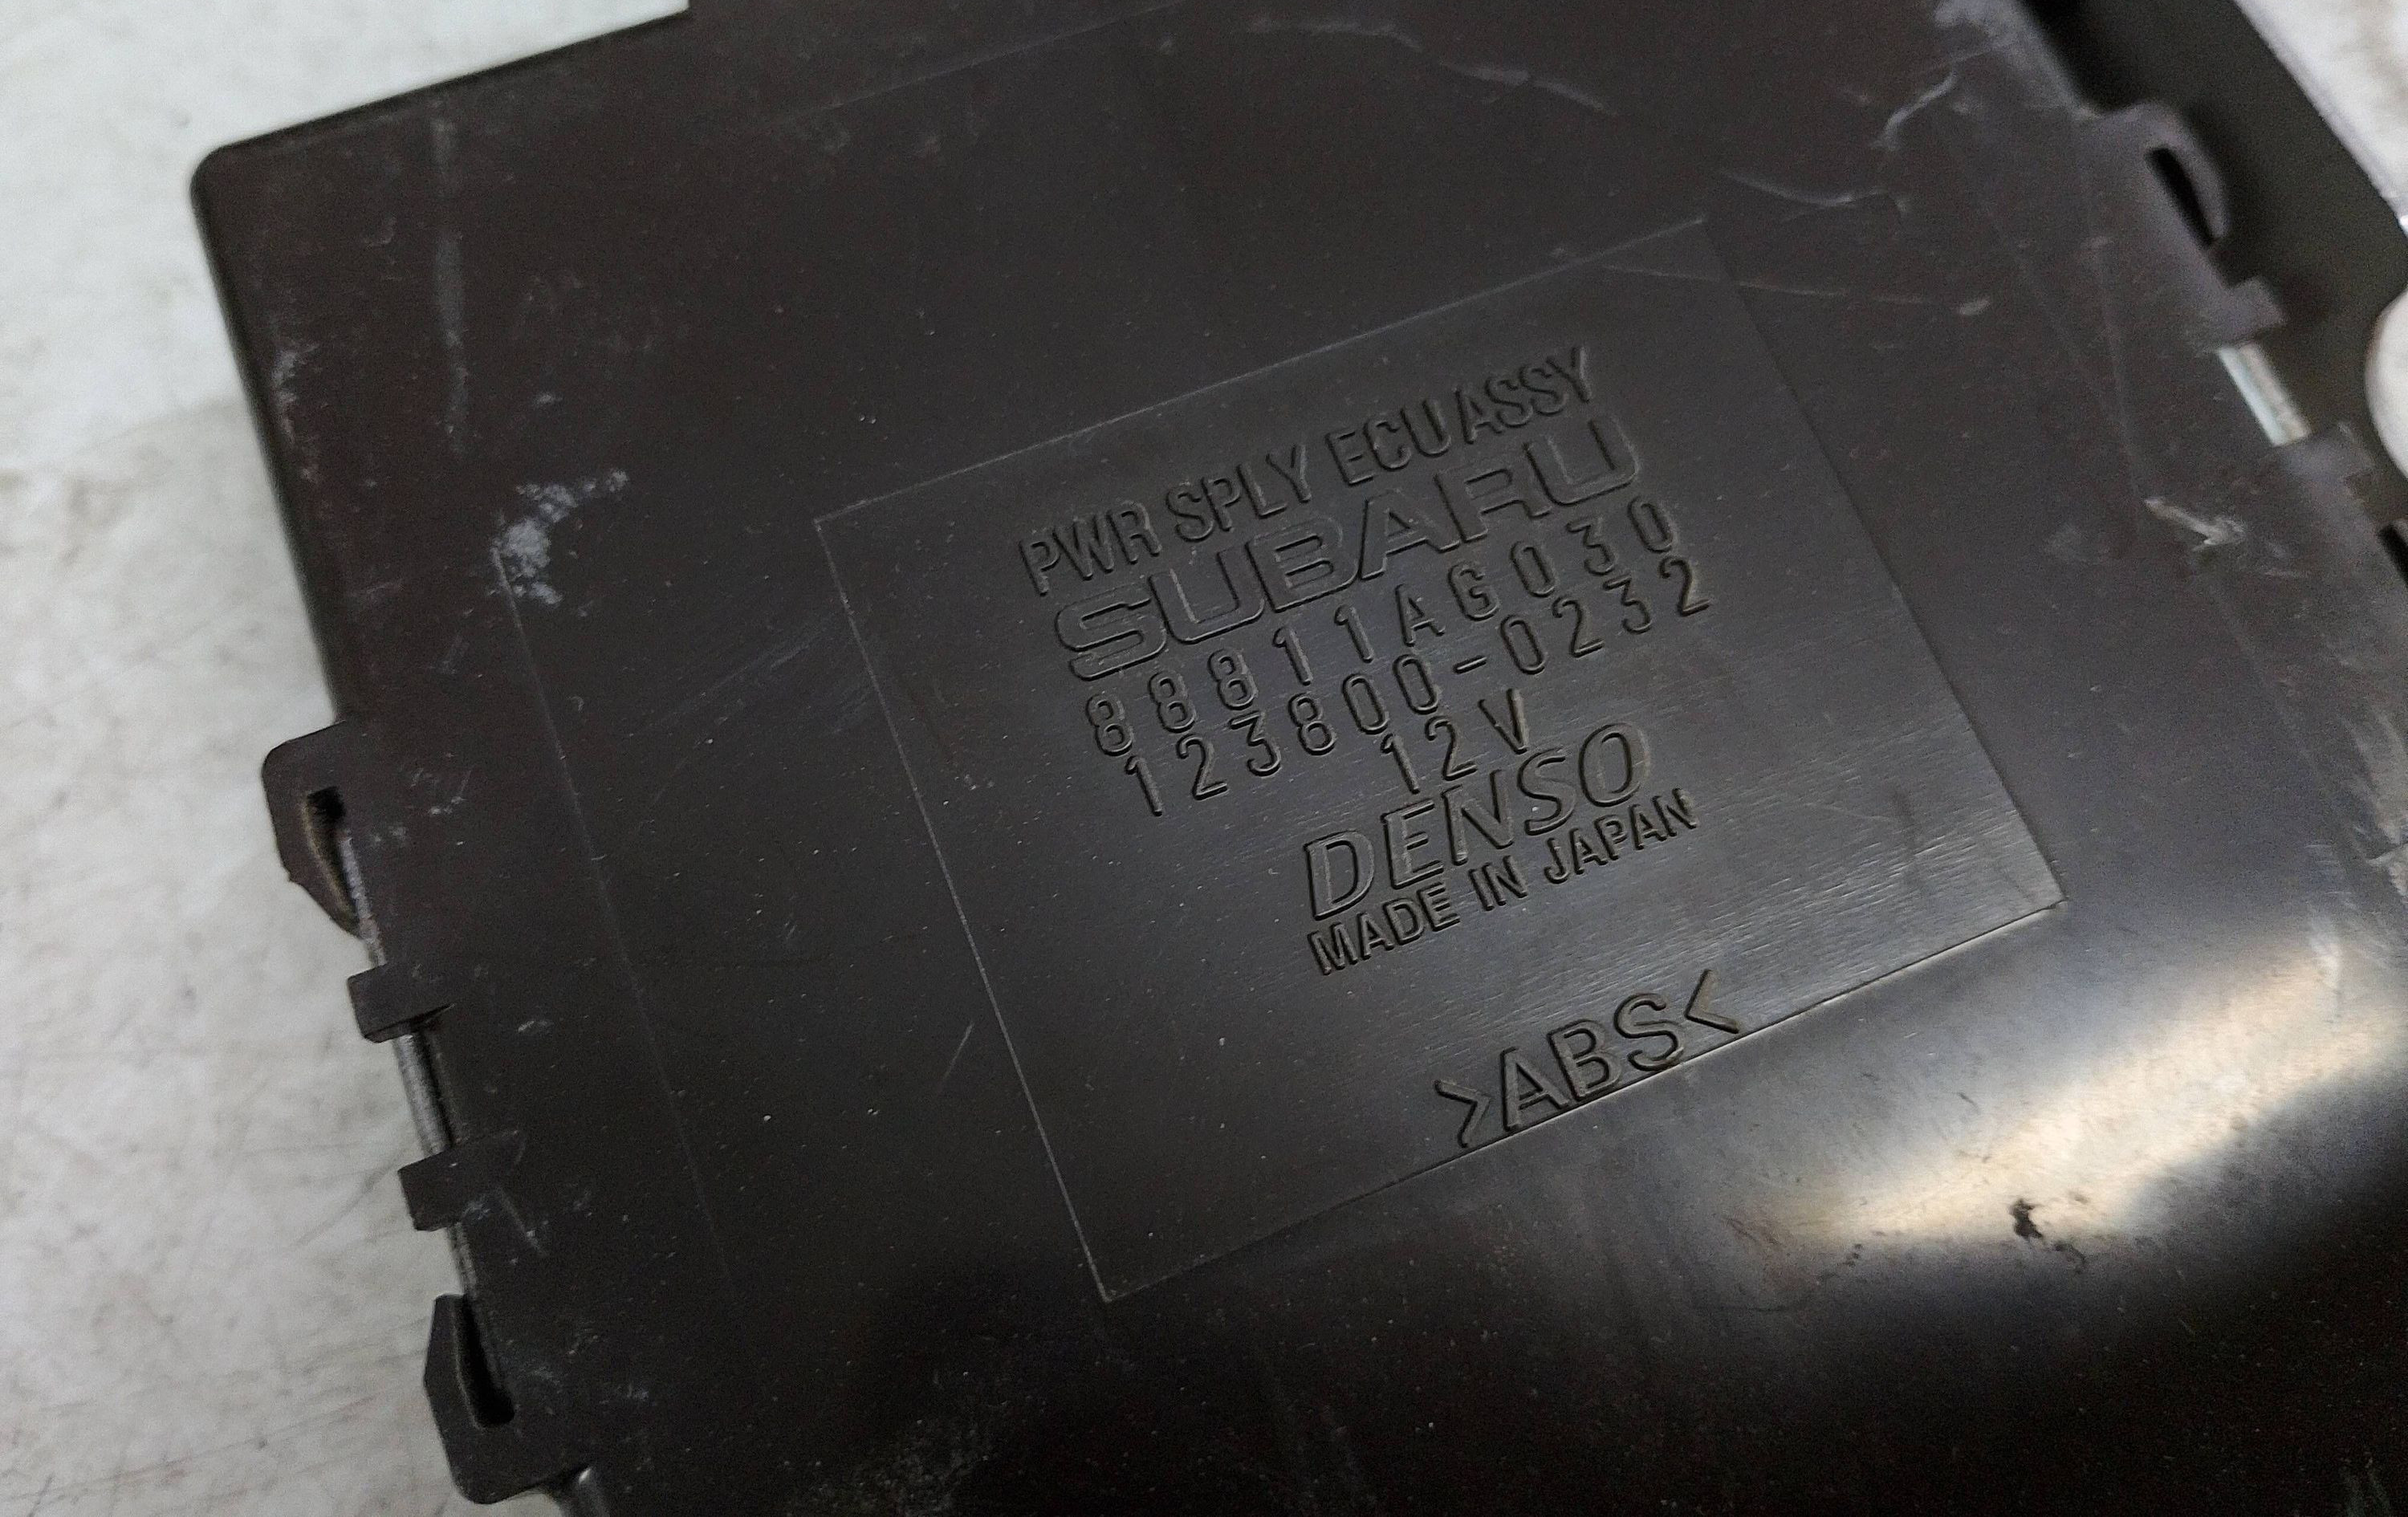 PWR SPLY ECU ASSY
SUBARU
88811AG030
123800-0232
12V
DENSO
MADE IN JAPAN
>ABS<